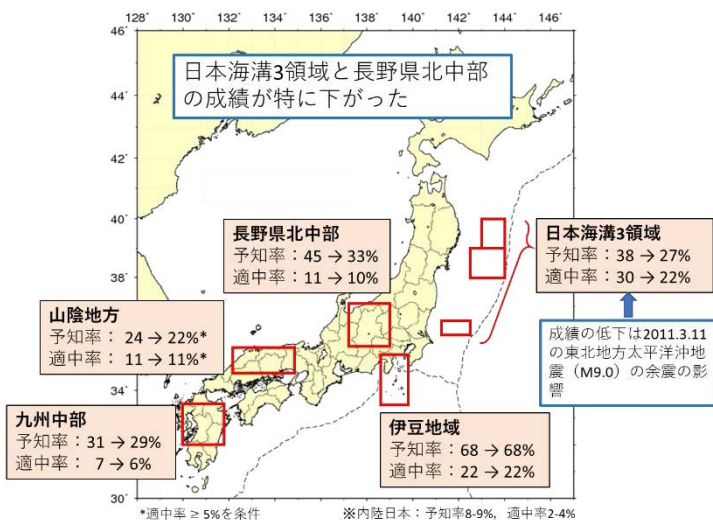 128° 130° 132° 134° 136° 138° 140° 142° 144° 146°
46°
44°
42°
40°
38°
34°
30°
日本海溝3領域と長野県北中部
の成績が特に下がった
長野県北中部
予知率：45 → 33%
適中率：11 → 10%
日本海溝3領域
予知率：38 → 27%
適中率：30 → 22%
山陰地方
予知率：24 → 22%*
適中率：11 → 11%*
成績の低下は2011.3.11
の東北地方太平洋沖地
震（M9.0）の余震の影
響
九州中部
予知率：31 → 29%
適中率：7 → 6%
伊豆地域
予知率：68 → 68%
適中率：22 → 22%
*適中率 ≥ 5%を条件
※内陸日本：予知率8-9%，適中率2-4%